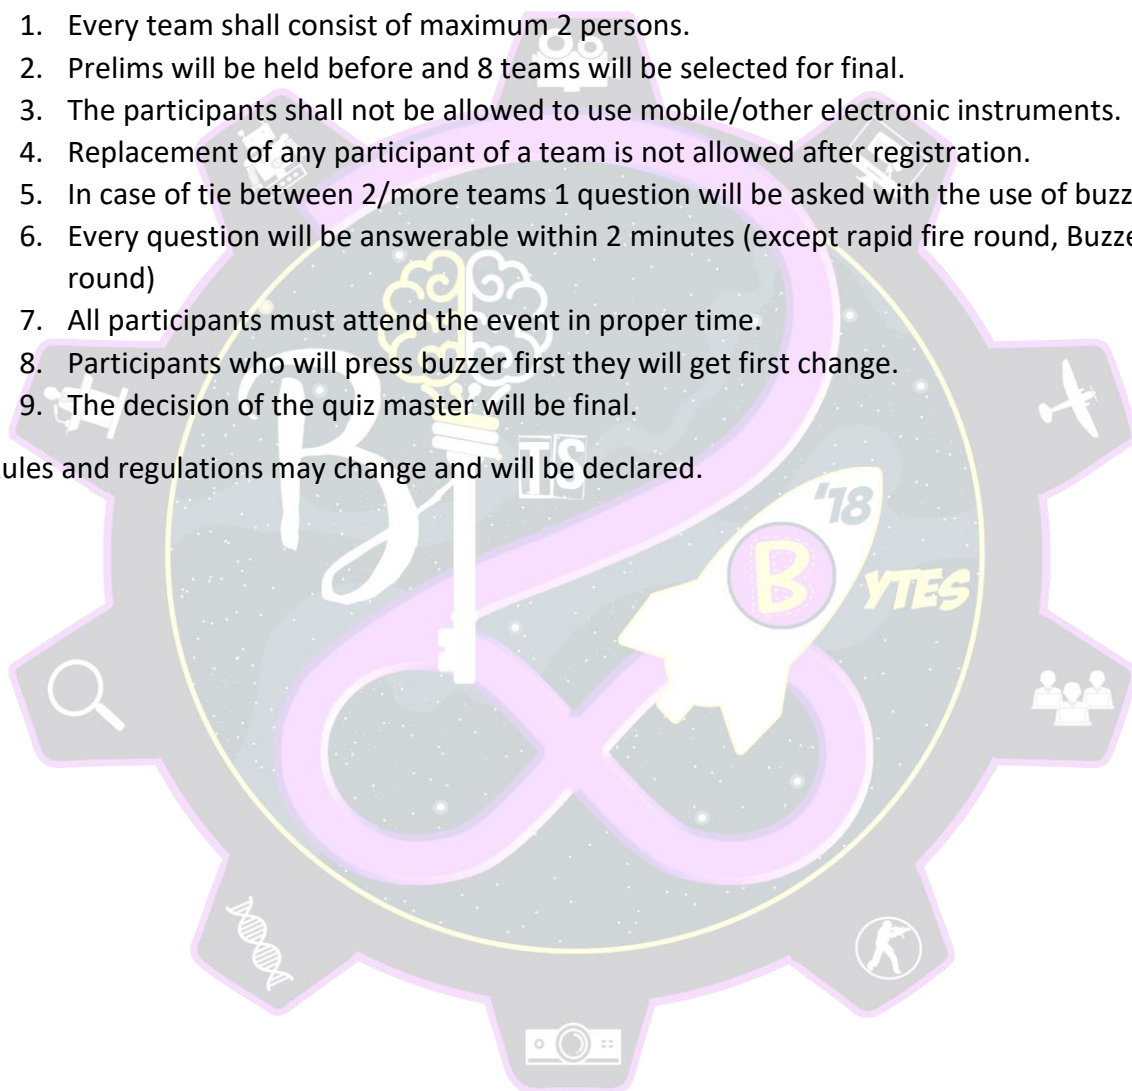 1. Every team shall consist of maximum 2 persons.
2. Prelims will be held before and 8 teams will be selected for final.
3. The participants shall not be allowed to use mobile/other electronic instruments.
4. Replacement of any participant of a team is not allowed after registration.
5. In case of tie between 2/more teams 1 question will be asked with the use of buzz
6. Every question will be answerable within 2 minutes (except rapid fire round, Buzze
round)
7. All participants must attend the event in proper time.
8. Participants who will press buzzer first they will get first change.
9. The decision of the quiz master will be final.
ules and regulations may change and will be declared.
BITS
'18
BYTES